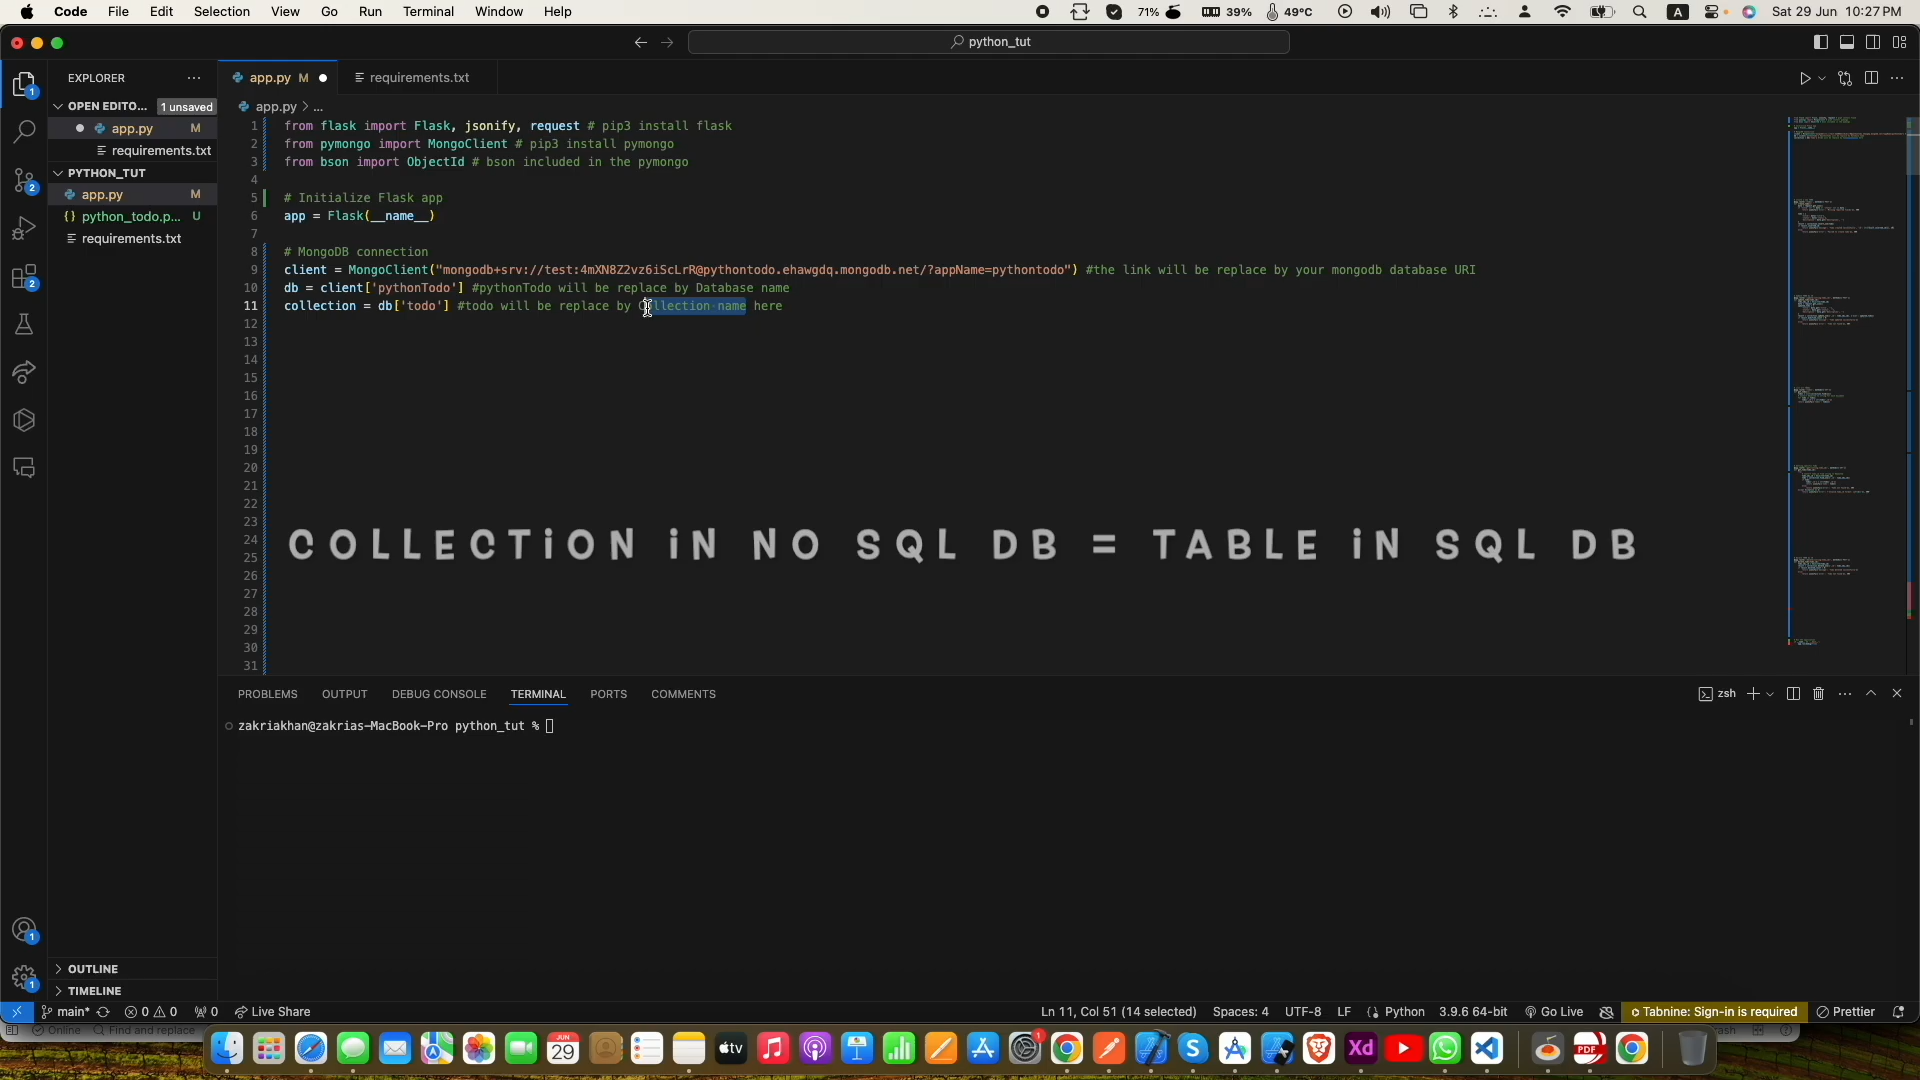 Code File Edit Selection View Go Run Terminal Window Help 71% 39% 49°C A Sat 29 Jun 10:27 PM
python_tut
EXPLORER
app.py M
requirements.txt
OPEN EDITO... 1 unsaved
app.py M
requirements.txt
PYTHON_TUT
app.py M
python_todo.p... U
requirements.txt
app.py > ...
1 from flask import Flask, jsonify, request # pip3 install flask
2 from pymongo import MongoClient # pip3 install pymongo
3 from bson import ObjectId # bson included in the pymongo
4
5 # Initialize Flask app
6 app = Flask(__name__)
7
8 # MongoDB connection
9 client = MongoClient("mongodb+srv://test:4mXN8Z2vz6iScLrR@pythontodo.ehawgdq.mongodb.net/?appName=pythontodo") #the link will be replace by your mongodb database URI
10 db = client['pythonTodo'] #pythonTodo will be replace by Database name
11 collection = db['todo'] #todo will be replace by Collection name here
12
13
14
15
16
17
18
19
20
21
22
23
24
25
26
27
28
29
30
31
COLLECTION IN NO SQL DB = TABLE IN SQL DB
PROBLEMS OUTPUT DEBUG CONSOLE TERMINAL PORTS COMMENTS zsh
zakriakhan@zakrias-MacBook-Pro python_tut %
OUTLINE
TIMELINE
main* 0 0 0 Live Share Ln 11, Col 51 (14 selected) Spaces: 4 UTF-8 LF Python 3.9.6 64-bit Go Live Tabnine: Sign-in is required Prettier
Online Find and replace
JUN
29
tv
Xd
PDF